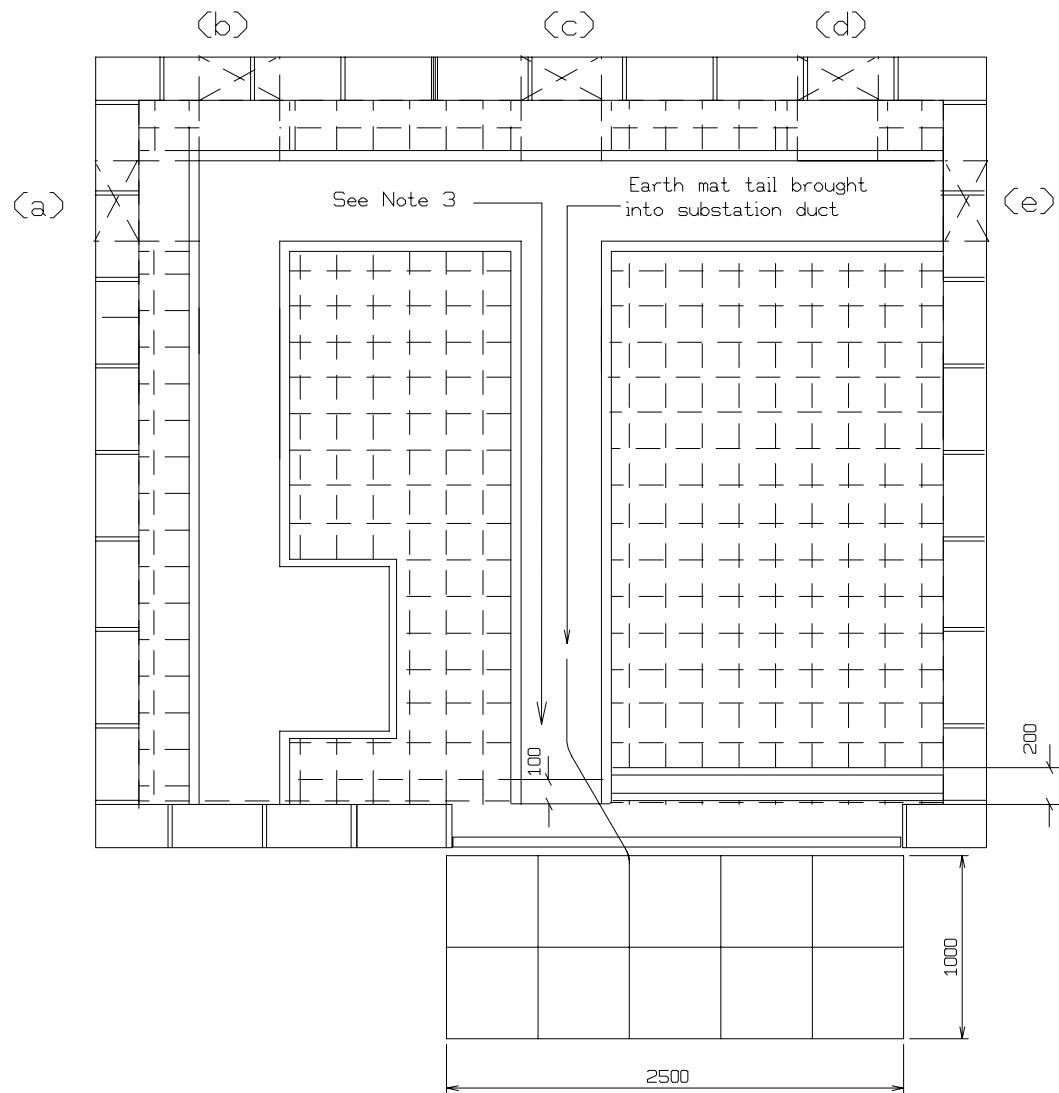 (b)
(c)
(d)
(a)
See Note 3
Earth mat tail brought
into substation duct
(e)
100
200
1000
2500